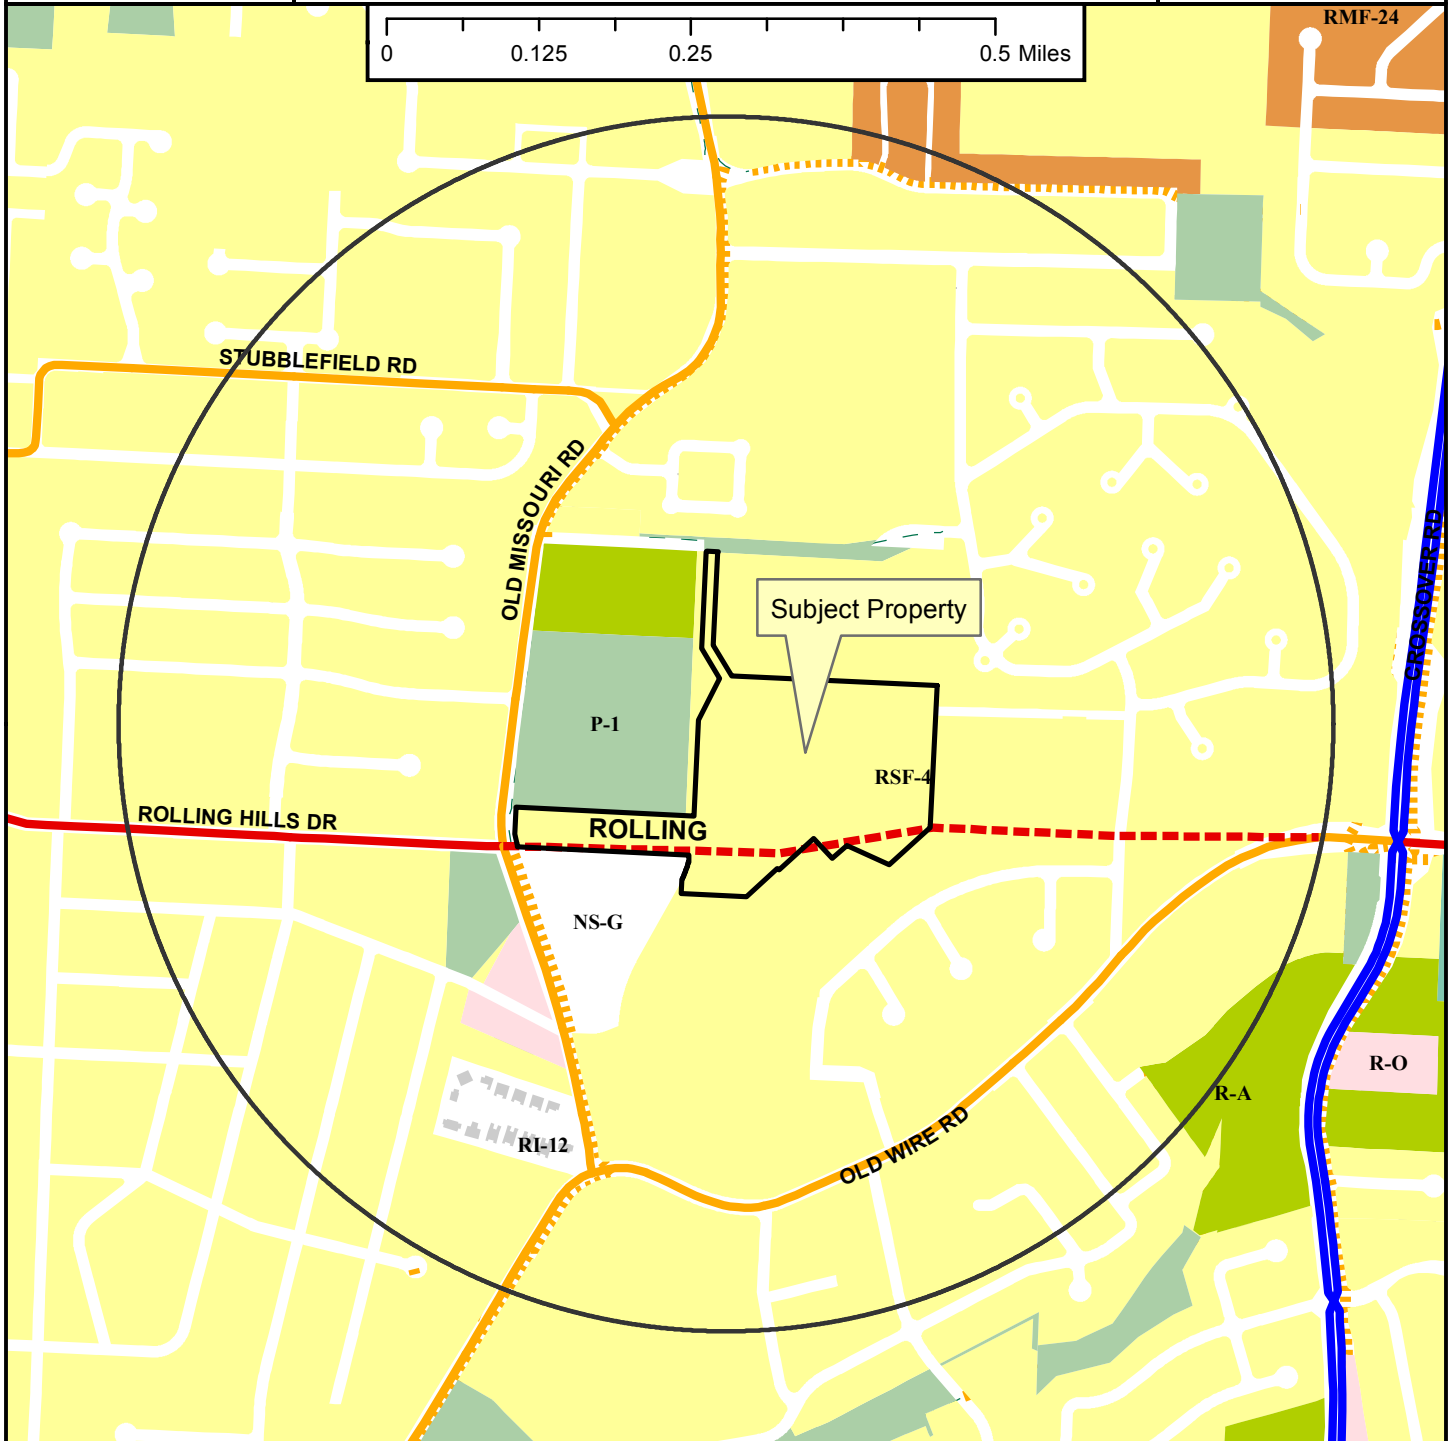 RMF-24
0 0.125 0.25 0.5 Miles
STUBBLEFIELD RD
OLD MISSOURI RD
CROSSOVER RD
Subject Property
P-1
RSF-4
ROLLING HILLS DR
ROLLING
NS-G
R-O
R-A
RI-12
OLD WIRE RD